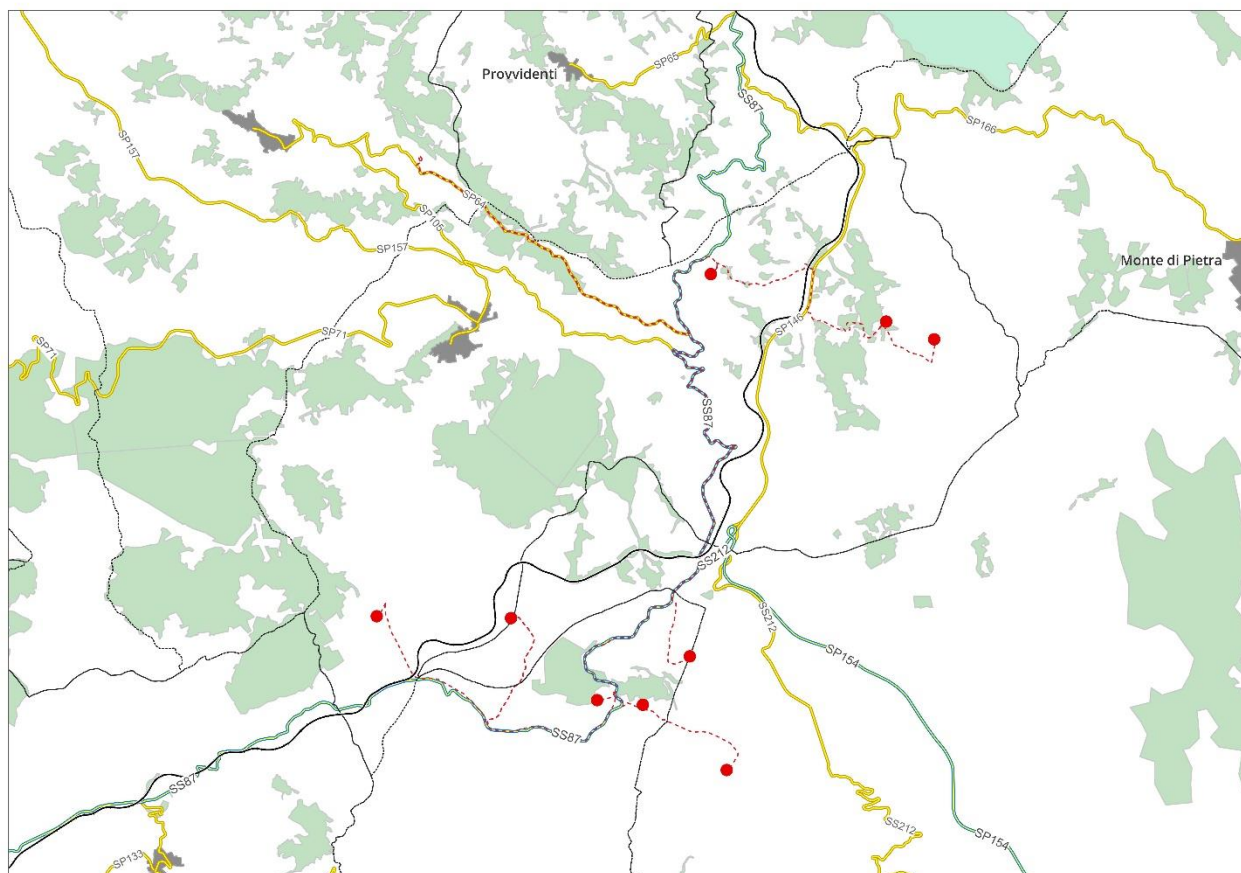 Provvidenti
SP65
SS87
SP157
SP166
SP64
SP105
SP157
Monte di Pietra
SP71
SP71
SP146
SS87
SS212
SS212
SP154
SS87
SS87
SS212
SP154
SP133